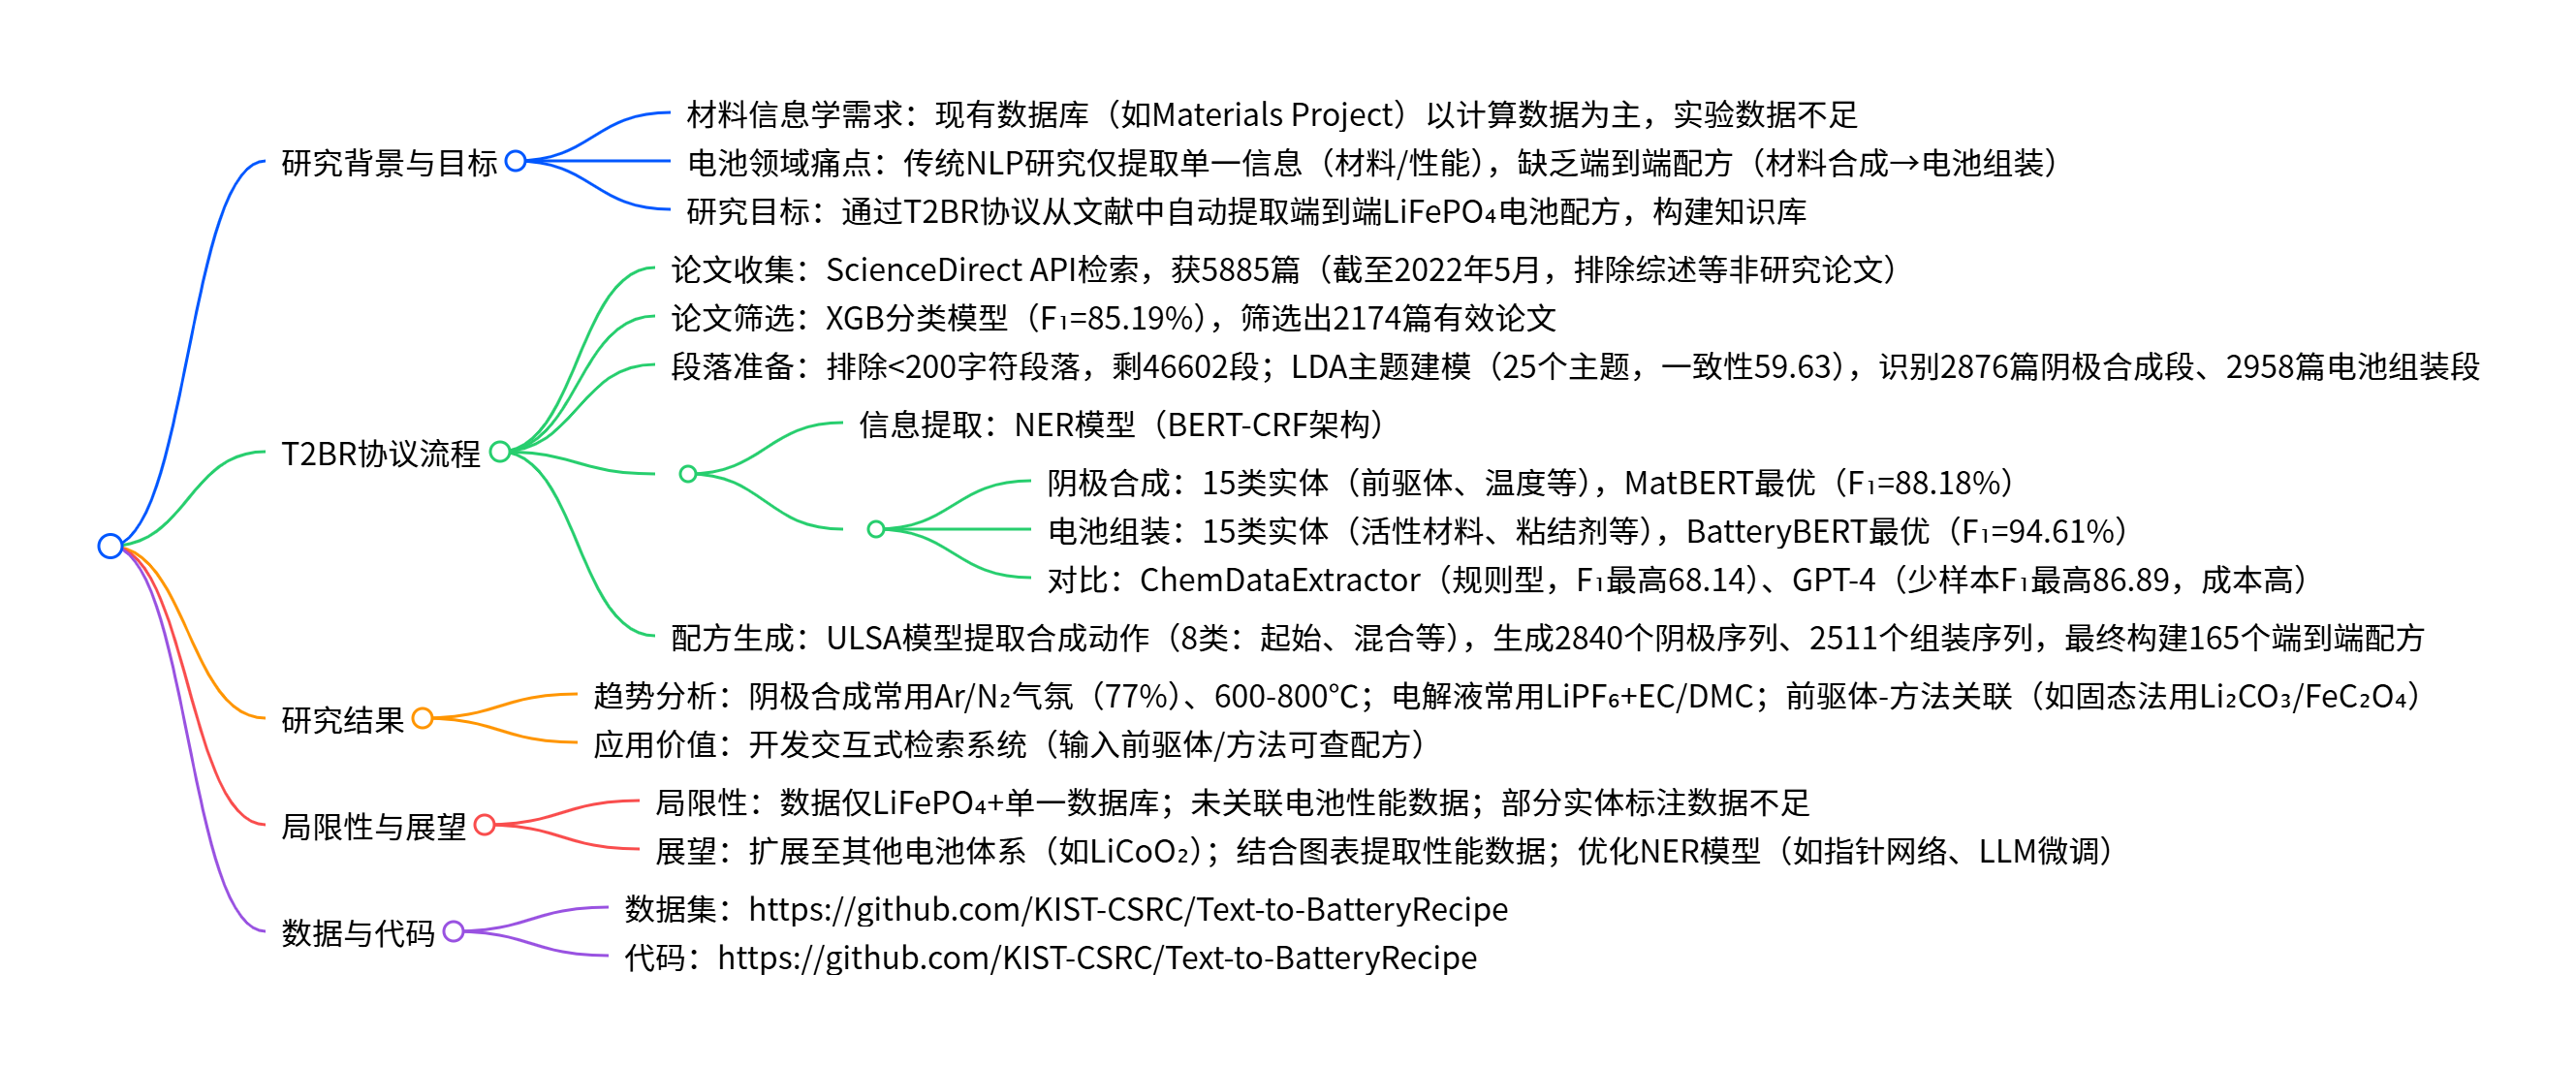 研究背景与目标
材料信息学需求：现有数据库（如Materials Project）以计算数据为主，实验数据不足
电池领域痛点：传统NLP研究仅提取单一信息（材料/性能），缺乏端到端配方（材料合成→电池组装）
研究目标：通过T2BR协议从文献中自动提取端到端LiFePO₄电池配方，构建知识库
T2BR协议流程
论文收集：ScienceDirect API检索，获5885篇（截至2022年5月，排除综述等非研究论文）
论文筛选：XGB分类模型（F₁=85.19%），筛选出2174篇有效论文
段落准备：排除<200字符段落，剩46602段；LDA主题建模（25个主题，一致性59.63），识别2876篇阴极合成段、2958篇电池组装段
信息提取：NER模型（BERT-CRF架构）
阴极合成：15类实体（前驱体、温度等），MatBERT最优（F₁=88.18%）
电池组装：15类实体（活性材料、粘结剂等），BatteryBERT最优（F₁=94.61%）
对比：ChemDataExtractor（规则型，F₁最高68.14）、GPT-4（少样本F₁最高86.89，成本高）
配方生成：ULSA模型提取合成动作（8类：起始、混合等），生成2840个阴极序列、2511个组装序列，最终构建165个端到端配方
研究结果
趋势分析：阴极合成常用Ar/N₂气氛（77%）、600-800℃；电解液常用LiPF₆+EC/DMC；前驱体-方法关联（如固态法用Li₂CO₃/FeC₂O₄）
应用价值：开发交互式检索系统（输入前驱体/方法可查配方）
局限性与展望
局限性：数据仅LiFePO₄+单一数据库；未关联电池性能数据；部分实体标注数据不足
展望：扩展至其他电池体系（如LiCoO₂）；结合图表提取性能数据；优化NER模型（如指针网络、LLM微调）
数据与代码
数据集：https://github.com/KIST-CSRC/Text-to-BatteryRecipe
代码：https://github.com/KIST-CSRC/Text-to-BatteryRecipe